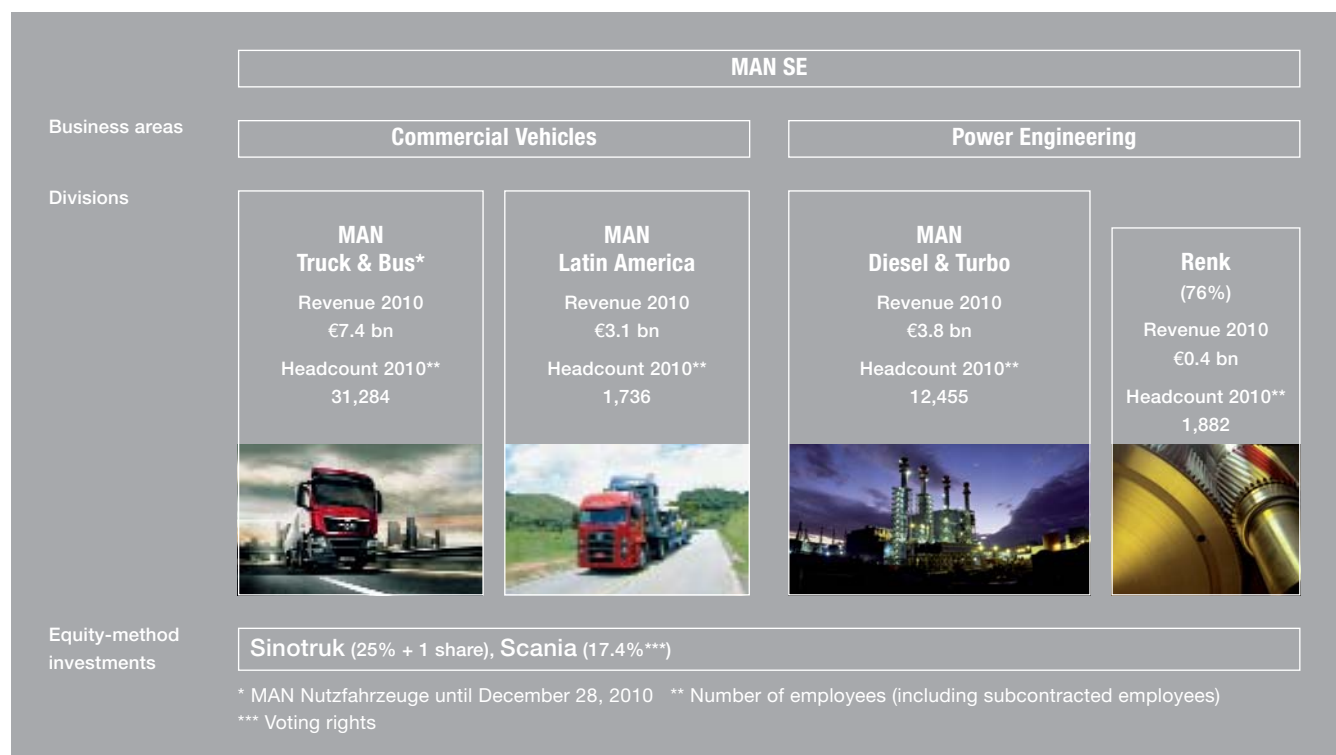 MAN SE
Business areas
Commercial Vehicles
Power Engineering
Divisions
MAN
Truck & Bus*
Revenue 2010
€7.4 bn
Headcount 2010**
31,284
MAN
Latin America
Revenue 2010
€3.1 bn
Headcount 2010**
1,736
MAN
Diesel & Turbo
Revenue 2010
€3.8 bn
Headcount 2010**
12,455
Renk
(76%)
Revenue 2010
€0.4 bn
Headcount 2010**
1,882
Equity-method
investments
Sinotruk (25% + 1 share), Scania (17.4%***)
* MAN Nutzfahrzeuge until December 28, 2010 ** Number of employees (including subcontracted employees)
*** Voting rights